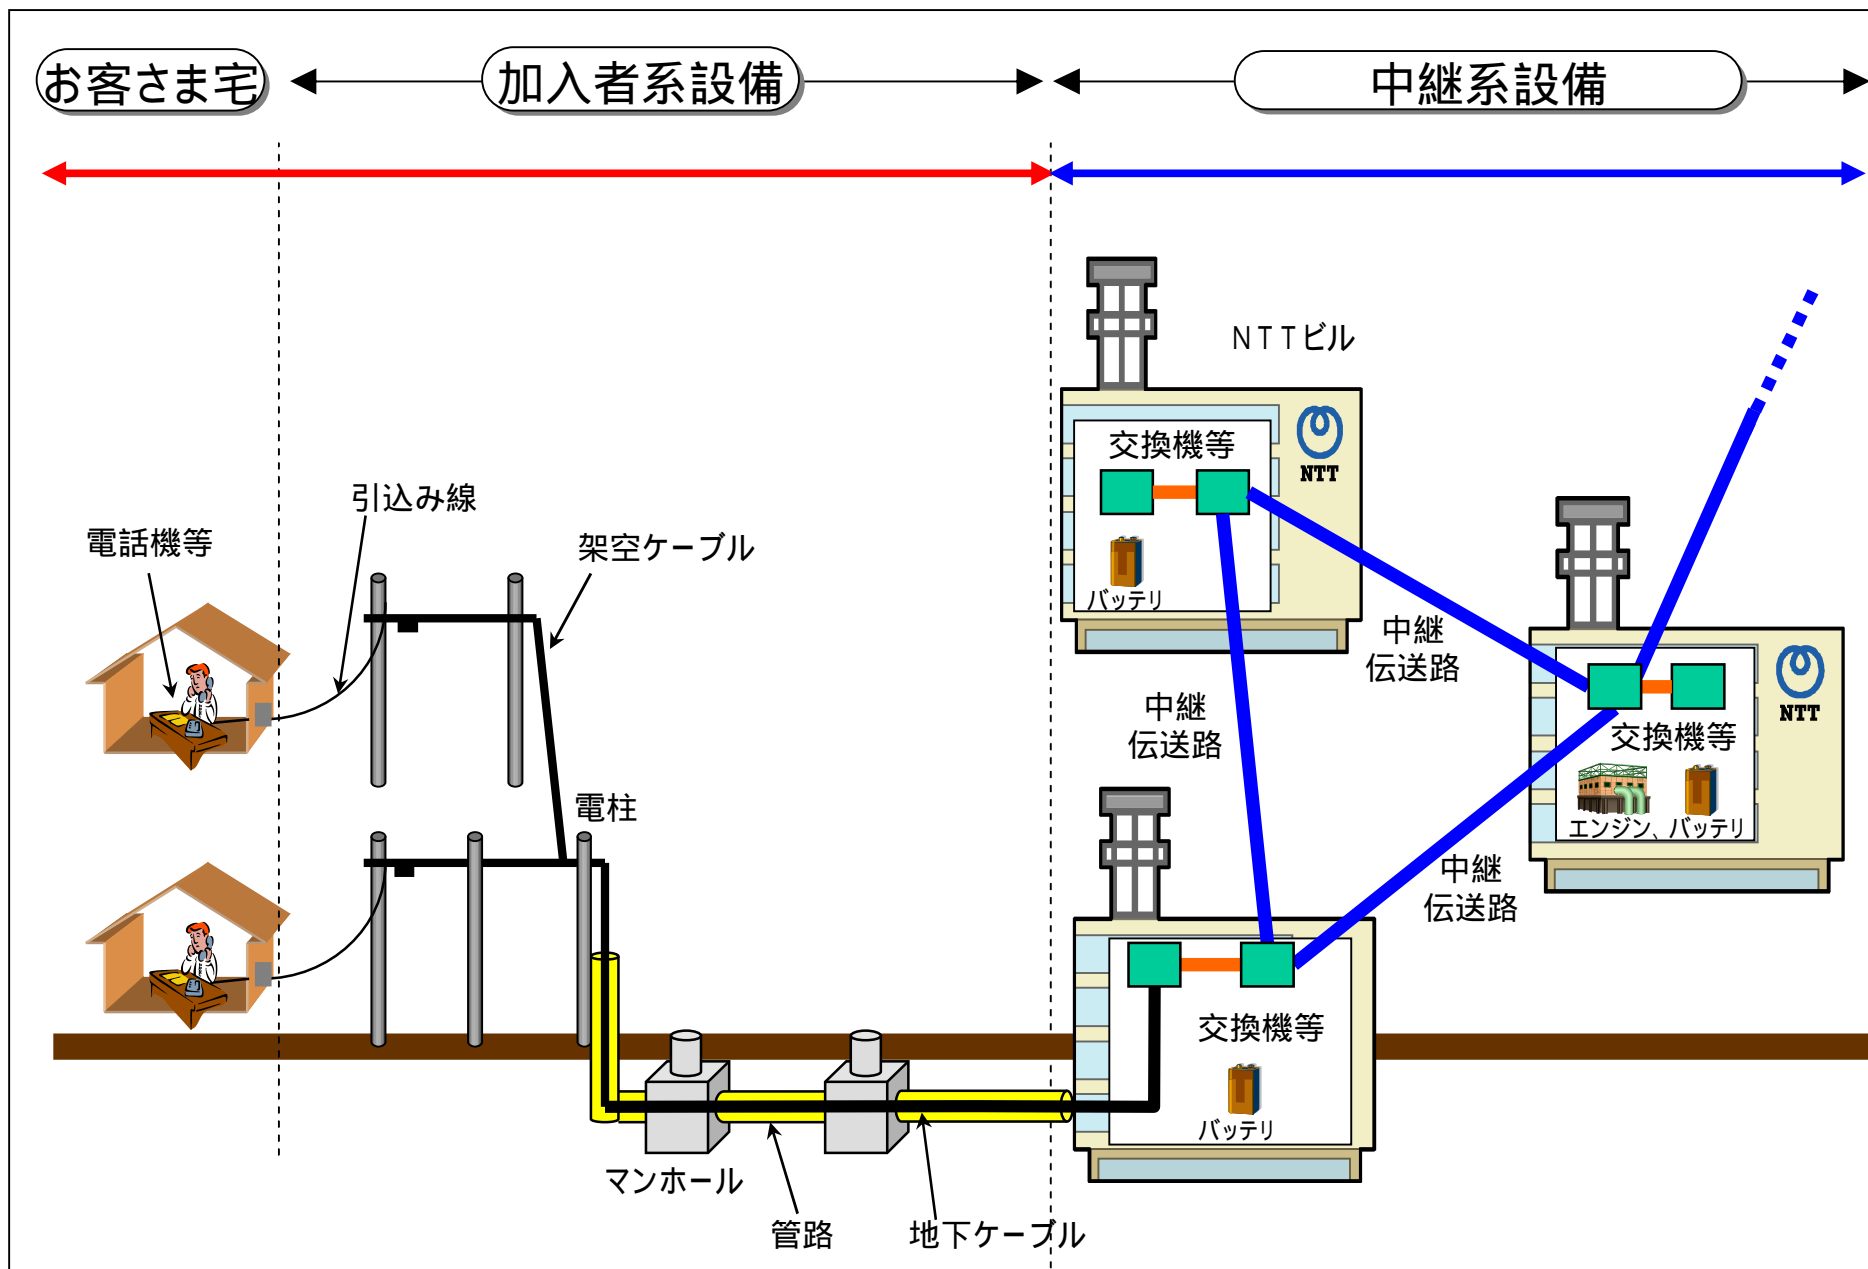 お客さま宅
加入者系設備
中継系設備
NTTビル
交換機等
NTT
バッテリ
引込み線
電話機等
架空ケーブル
中継
伝送路
中継
伝送路
NTT
交換機等
エンジン、バッテリ
電柱
中継
伝送路
交換機等
バッテリ
マンホール
管路
地下ケーブル